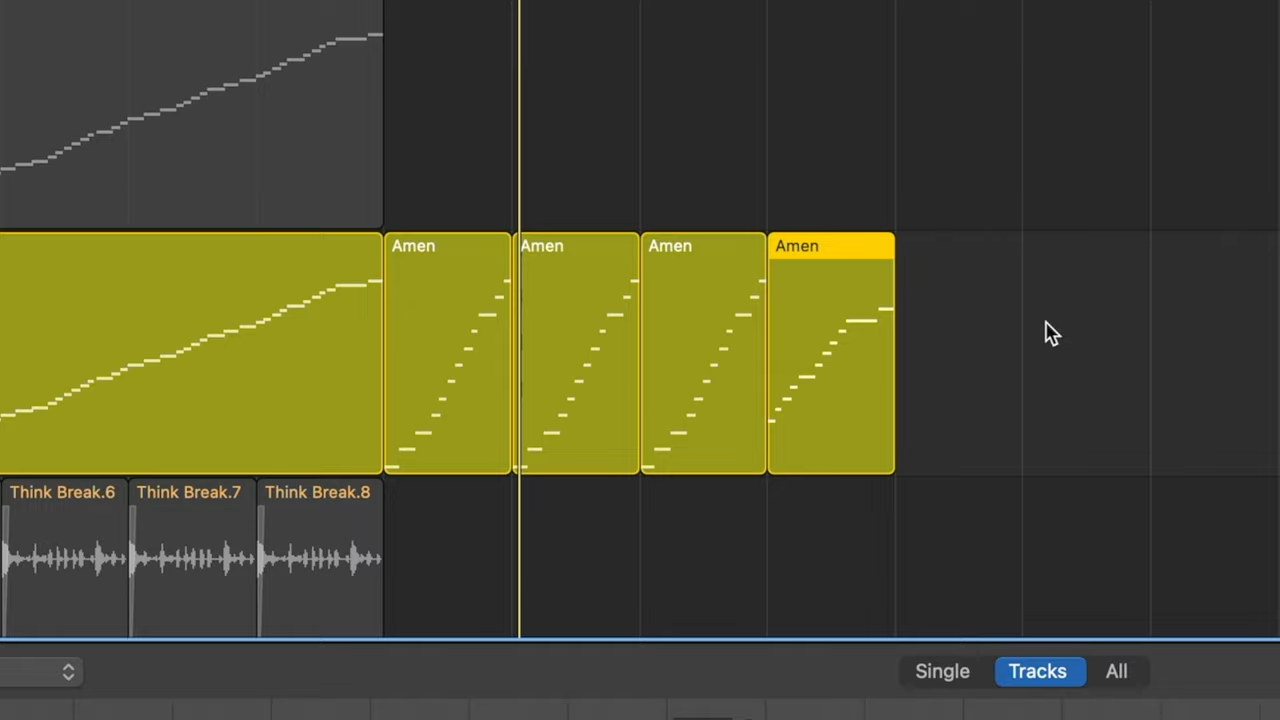 Amen
Amen
Amen
Amen
Think Break.6
Think Break.7
Think Break.8
Single
Tracks
All